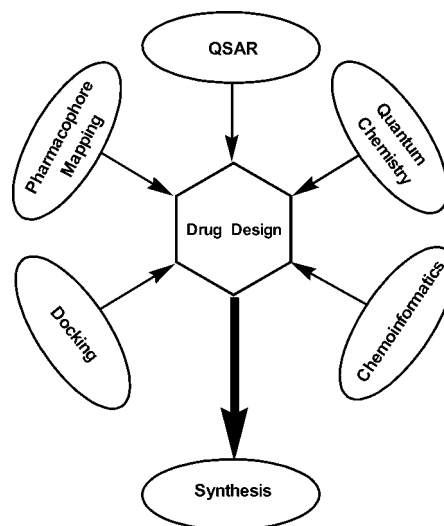 QSAR
Pharmacophore
Mapping
Quantum
Chemistry
Drug Design
Docking
Chemoinformatics
Synthesis